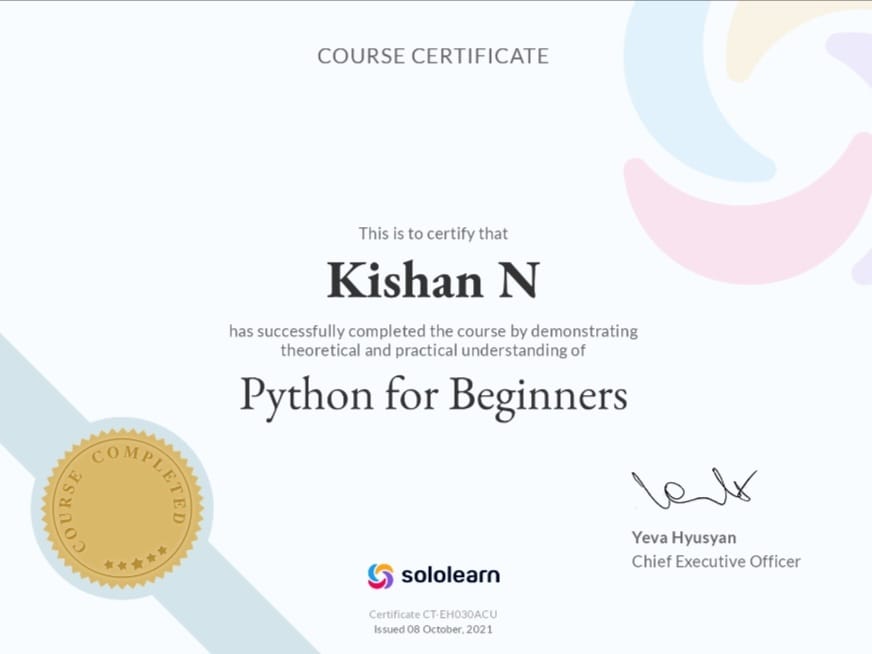 COURSE CERTIFICATE
This is to certify that
Kishan N
has successfully completed the course by demonstrating
theoretical and practical understanding of
Python for Beginners
COURSE COMPLETED
Yeva Hyusyan
Chief Executive Officer
sololearn
Certificate CT-EH030ACU
Issued 08 October, 2021